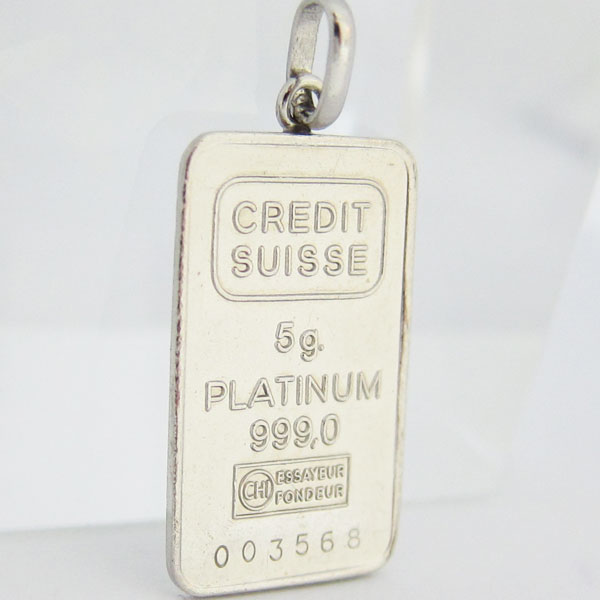 CREDIT
SUISSE
5g.
PLATINUM
999,0
CHI ESSAYEUR
FONDEUR
003568